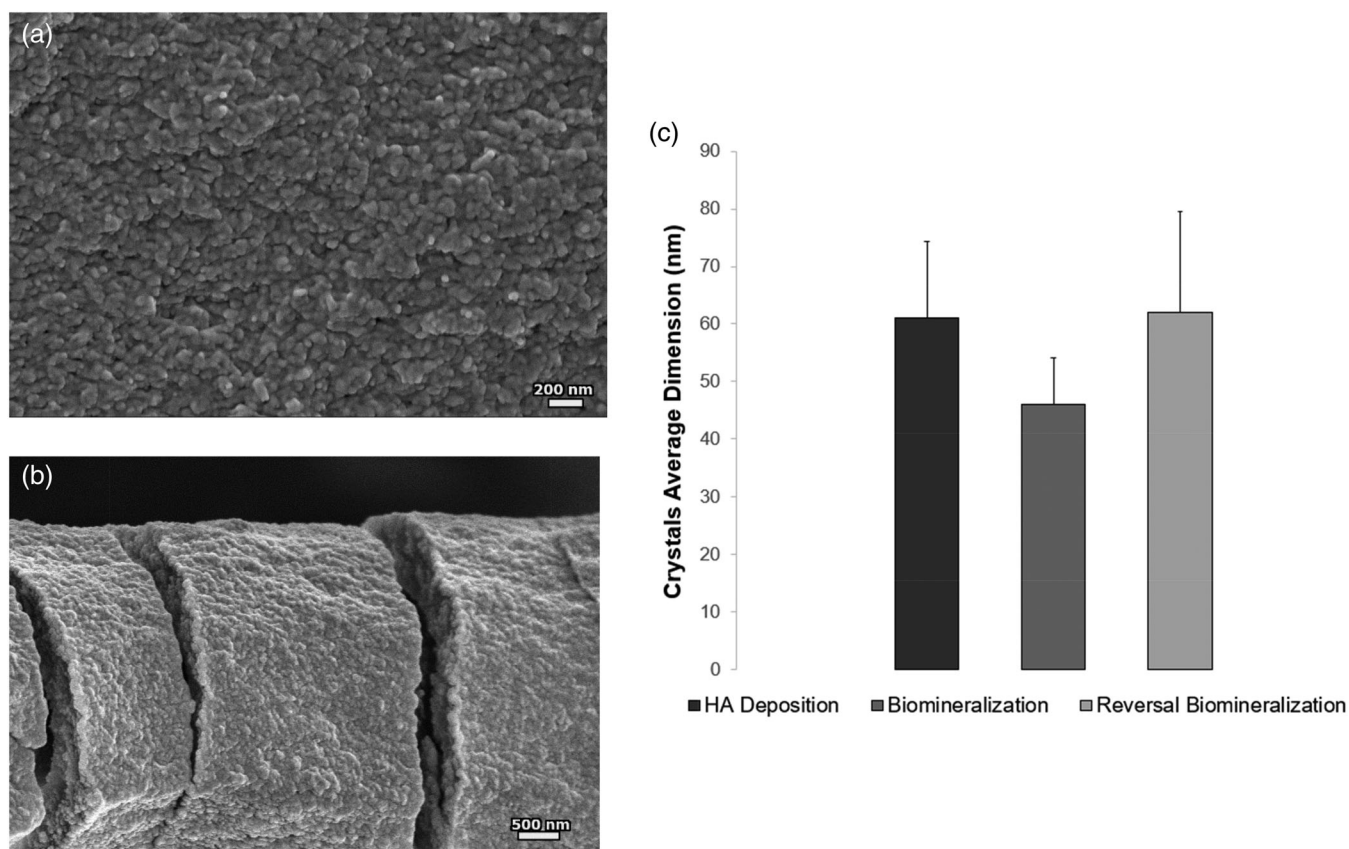 (a)
200 nm
(b)
500 nm
(c)
Crystals Average Dimension (nm)
90
80
70
60
50
40
30
20
10
0
HA Deposition Biomineralization Reversal Biomineralization